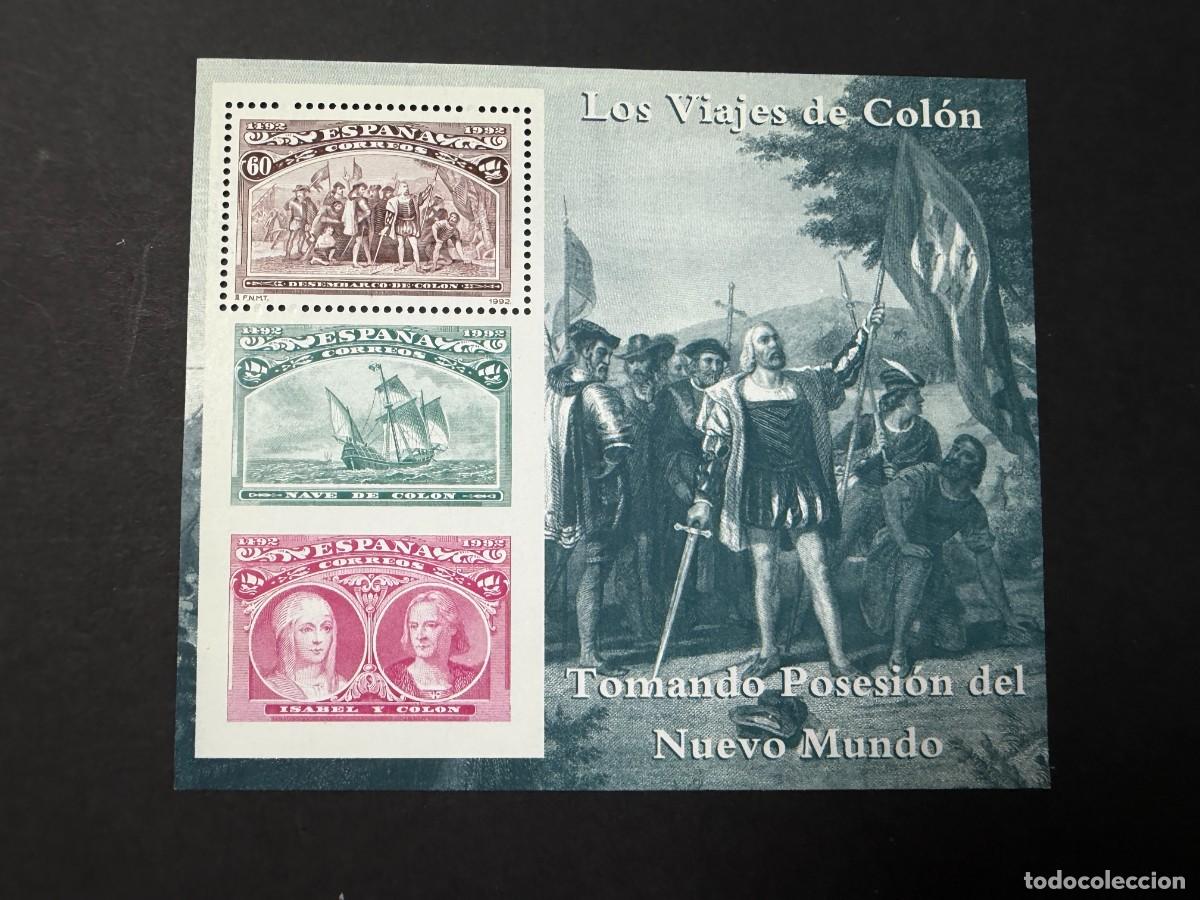 Los Viajes de Colón
1492 ESPAÑA 1992
CORREOS
60
DESEMBARCO DE COLON
F.N.M.T. 1992
1492 ESPAÑA 1992
CORREOS
NAVE DE COLON
1492 ESPAÑA 1992
CORREOS
ISABEL Y COLON
Tomando Posesión del
Nuevo Mundo
todocoleccion